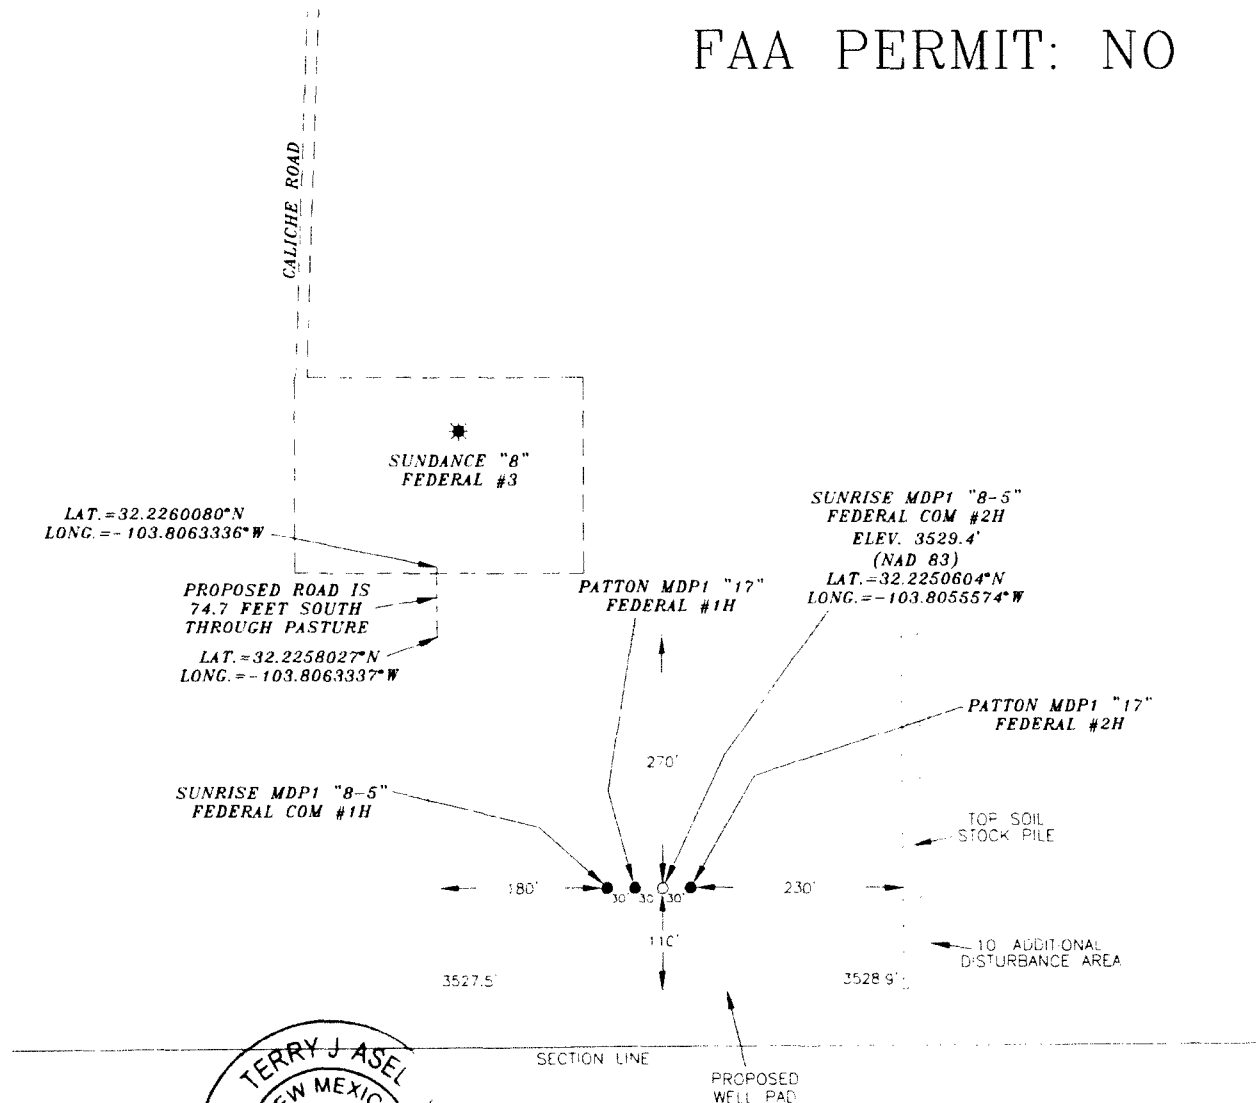 FAA PERMIT: NO
CALICHE ROAD
SUNDANCE "8"
FEDERAL #3
LAT.=32.2260080°N
LONG.=-103.8063336°W
PROPOSED ROAD IS
74.7 FEET SOUTH
THROUGH PASTURE
LAT.=32.2258027°N
LONG.=-103.8063337°W
PATTON MDP1 "17"
FEDERAL #1H
SUNRISE MDP1 "8-5"
FEDERAL COM #2H
ELEV. 3529.4'
(NAD 83)
LAT.=32.2250604°N
LONG.=-103.8055574°W
PATTON MDP1 "17"
FEDERAL #2H
270'
SUNRISE MDP1 "8-5"
FEDERAL COM #1H
TOP SOIL
STOCK PILE
180'
30'
30'
30'
230'
110'
10 ADDITIONAL
DISTURBANCE AREA
3527.5'
3528.9'
SECTION LINE
PROPOSED
WELL PAD
TERRY J ASEL
EW MEXIC